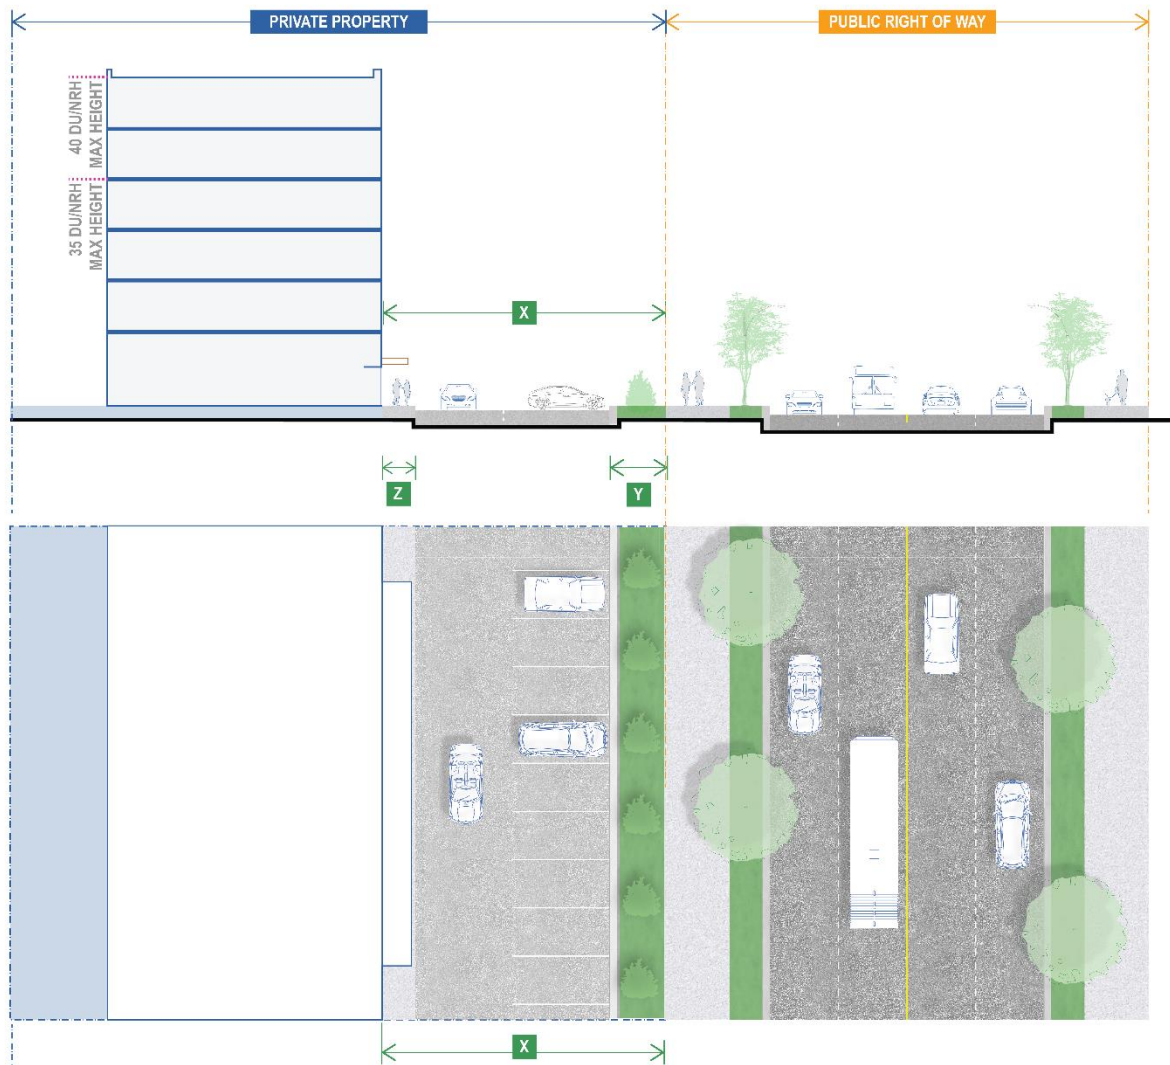 PRIVATE PROPERTY
PUBLIC RIGHT OF WAY
40 DU/NRH
MAX HEIGHT
35 DU/NRH
MAX HEIGHT
X
Z
Y
X